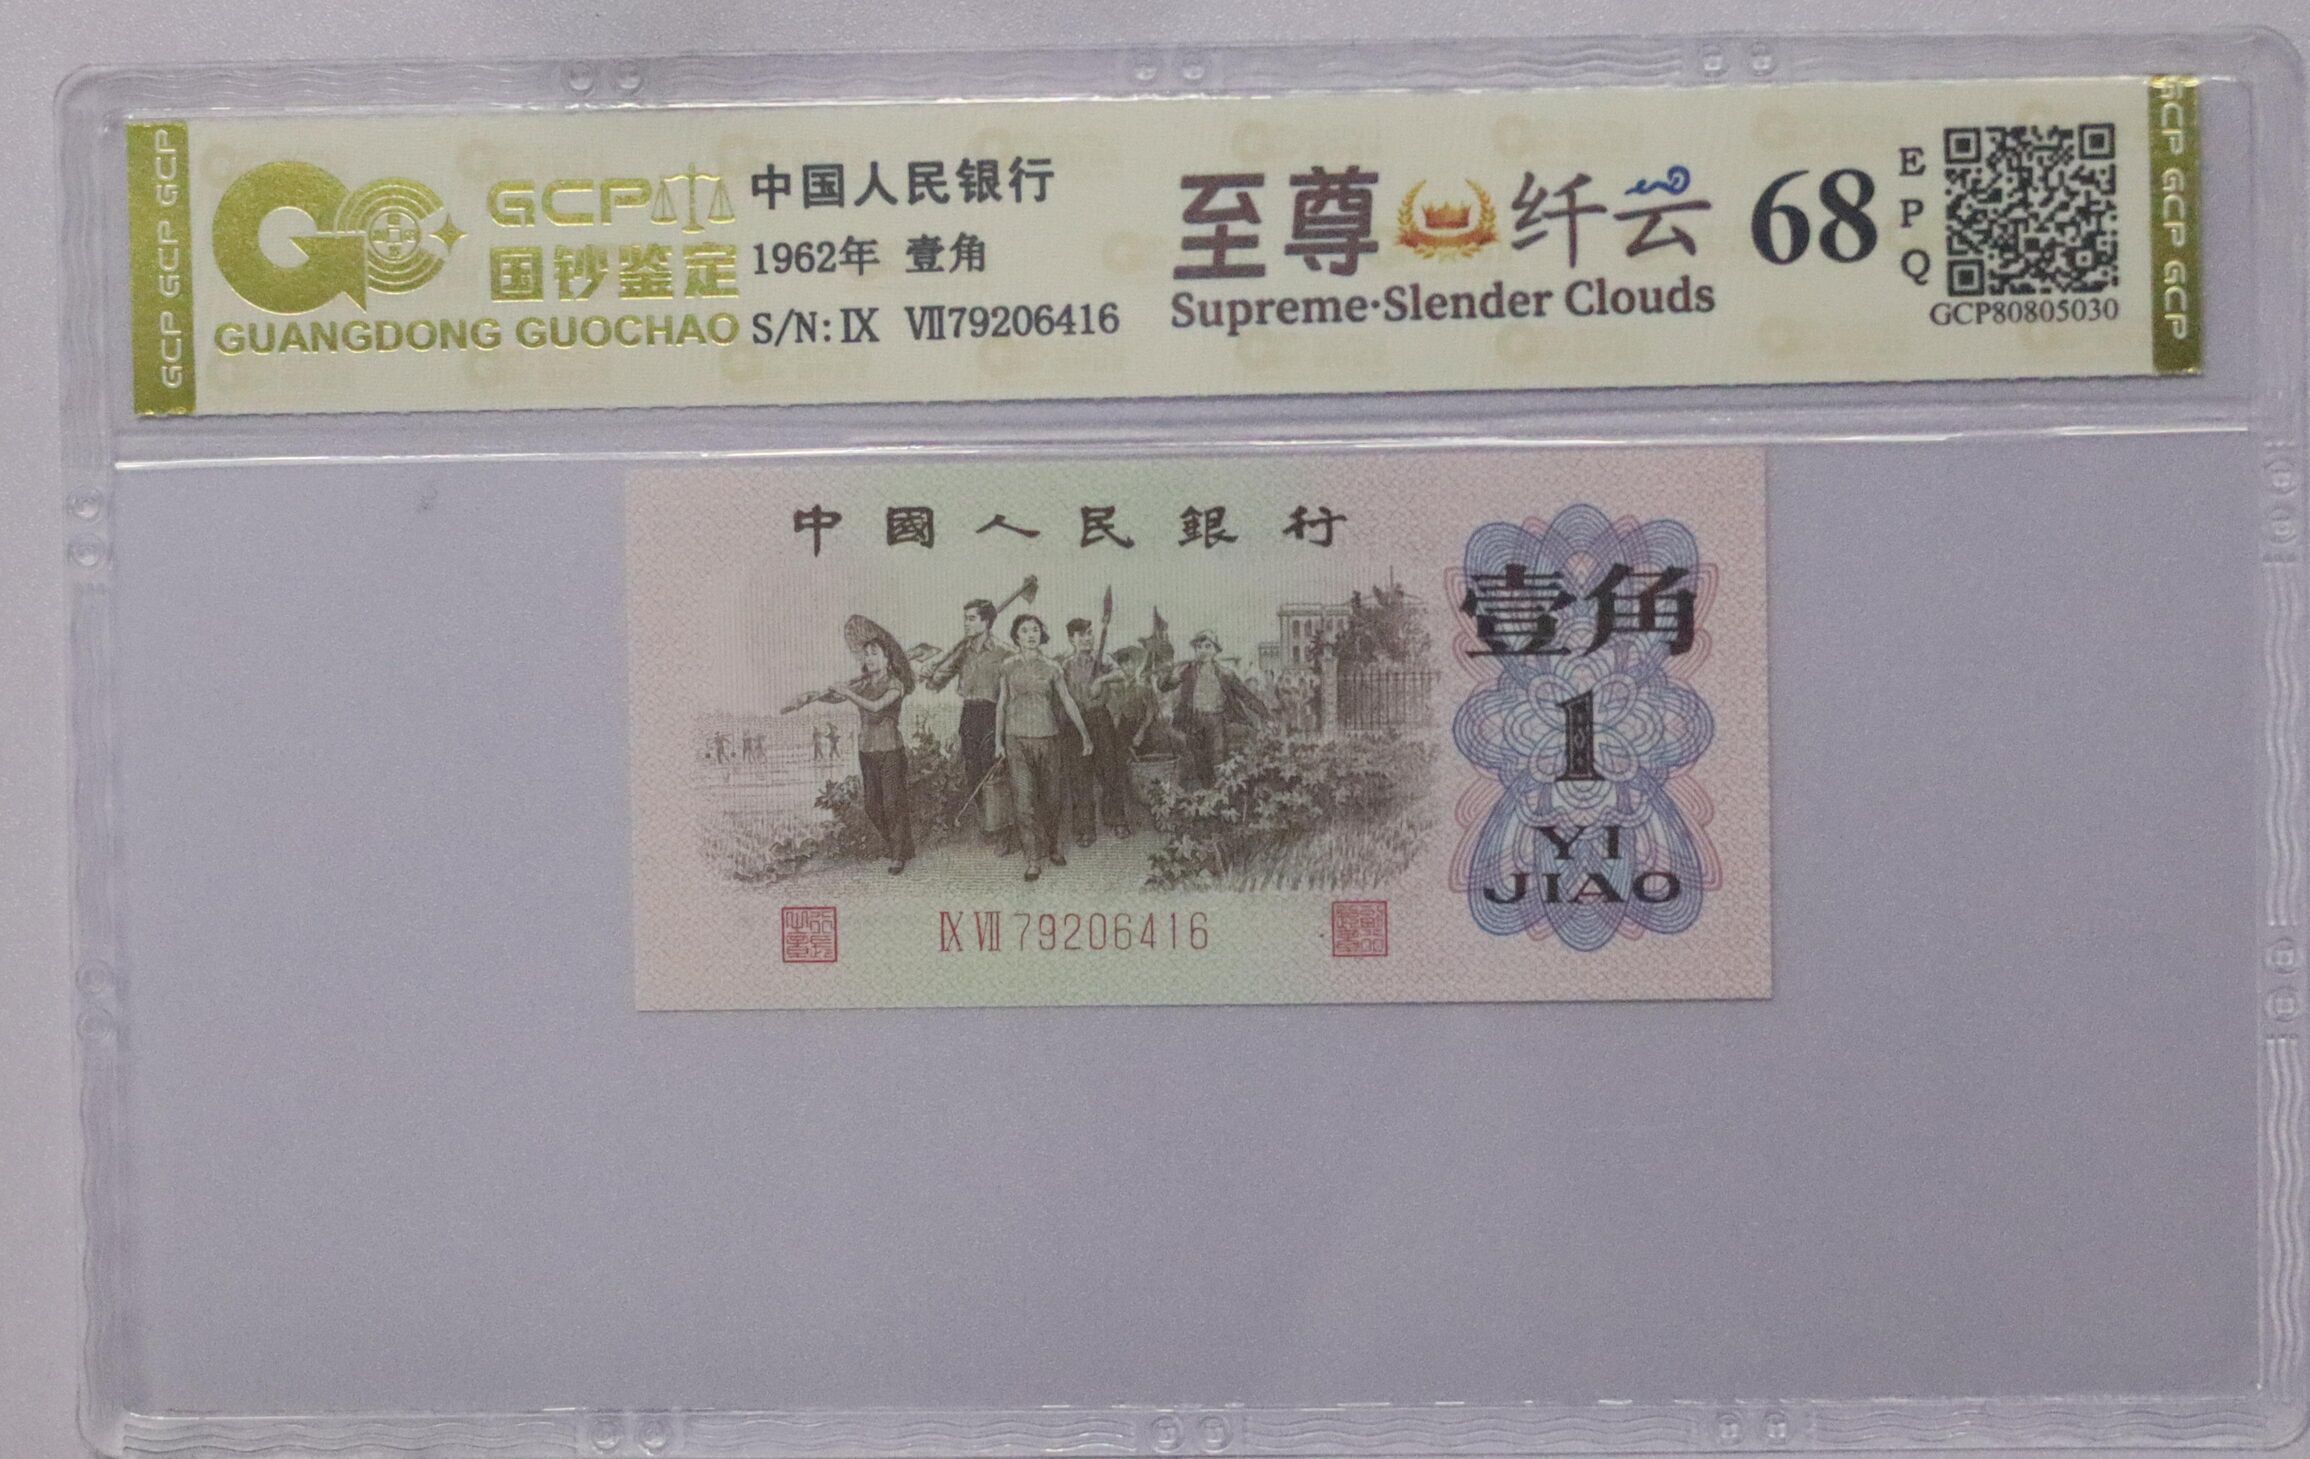 GCP GCP GCP
GCP
国钞鉴定
GUANGDONG GUOCHAO
中国人民银行
1962年 壹角
S/N: IX VII79206416
至尊 纤云
Supreme·Slender Clouds
68
EPQ
GCP80805030
GCP GCP GCP
中國人民銀行
壹角
1
YI
JIAO
IX VII 79206416